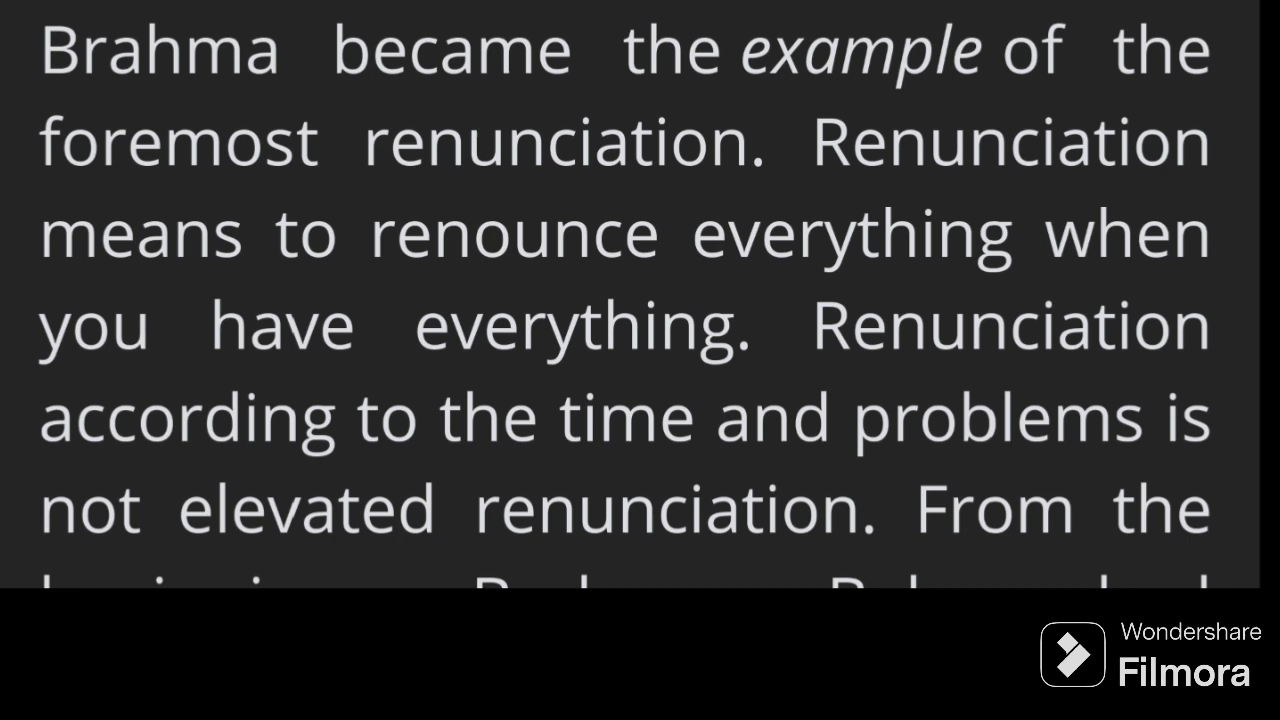 Brahma became the example of the
foremost renunciation. Renunciation
means to renounce everything when
you have everything. Renunciation
according to the time and problems is
not elevated renunciation. From the
Wondershare
Filmora